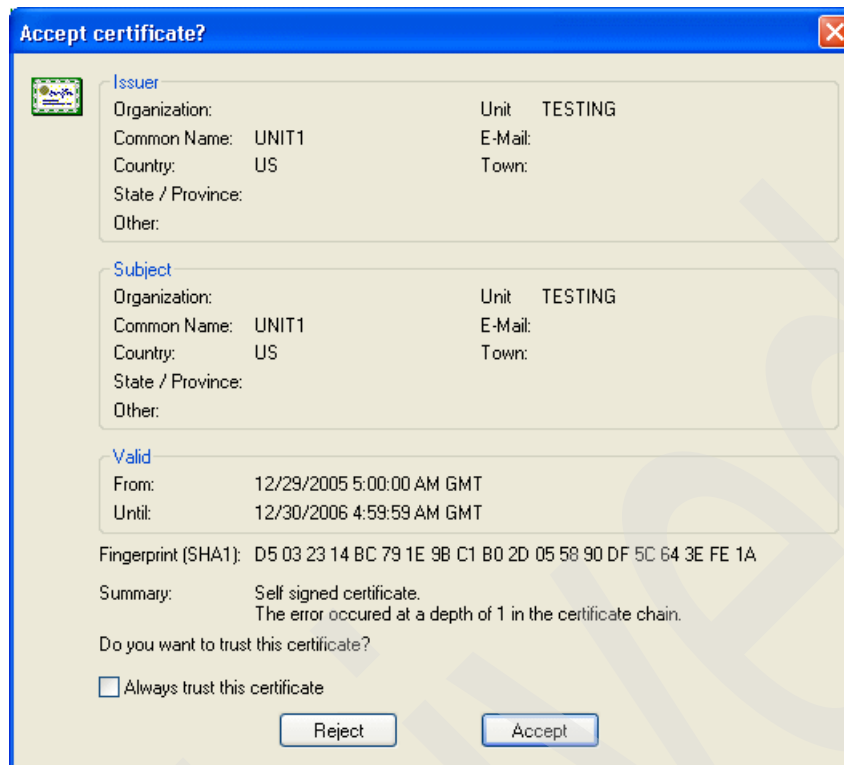 Accept certificate?
Issuer
Organization: Unit TESTING
Common Name: UNIT1 E-Mail:
Country: US Town:
State / Province:
Other:
Subject
Organization: Unit TESTING
Common Name: UNIT1 E-Mail:
Country: US Town:
State / Province:
Other:
Valid
From: 12/29/2005 5:00:00 AM GMT
Until: 12/30/2006 4:59:59 AM GMT
Fingerprint (SHA1): D5 03 23 14 BC 79 1E 9B C1 B0 2D 05 58 90 DF 5C 64 3E FE 1A
Summary: Self signed certificate.
The error occured at a depth of 1 in the certificate chain.
Do you want to trust this certificate?
Always trust this certificate
Reject Accept